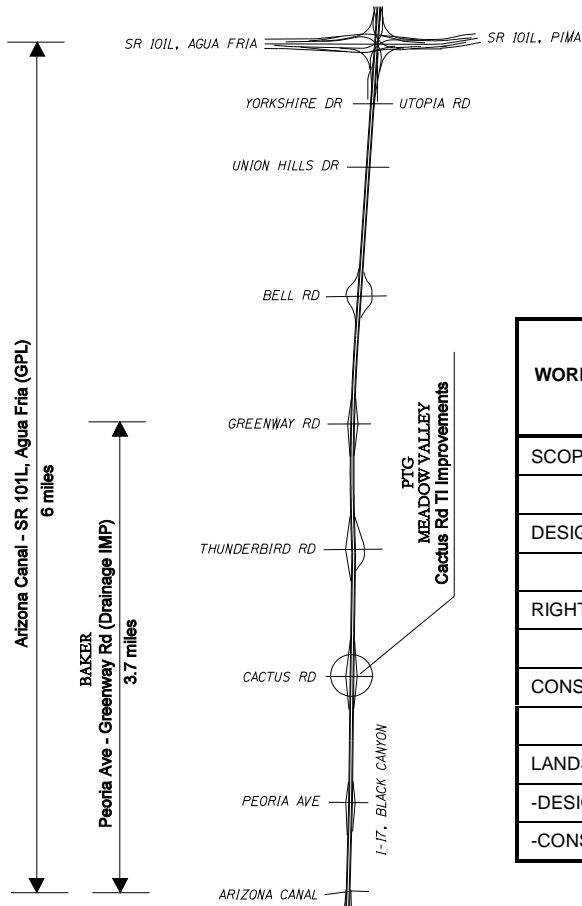 SR 101L, AGUA FRIA
SR 101L, PIMA
YORKSHIRE DR
UTOPIA RD
UNION HILLS DR
BELL RD
GREENWAY RD
THUNDERBIRD RD
CACTUS RD
PEORIA AVE
ARIZONA CANAL
I-17, BLACK CANYON
Arizona Canal - SR 101L, Agua Fria (GPL)
6 miles
BAKER
Peoria Ave - Greenway Rd (Drainage IMP)
3.7 miles
PTG
MEADOW VALLEY
Cactus Rd TI Improvements
WOR
SCOP
DESIG
RIGHT
CONS
LANDS
-DESIG
-CONS